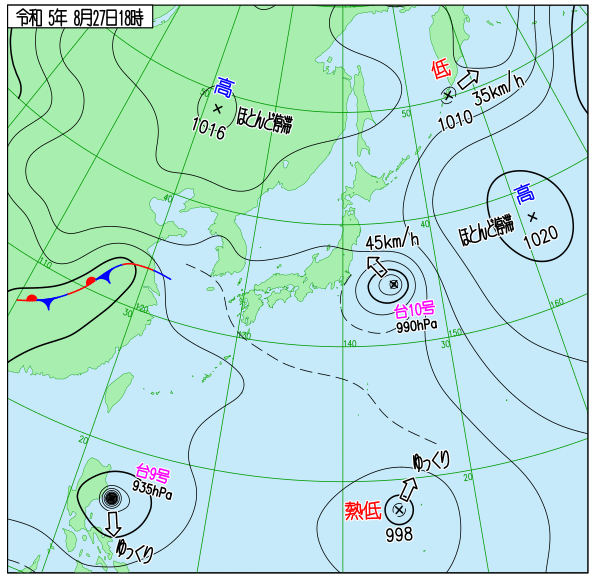 令和 5年 8月27日18時
高
1016
ほとんど停滞
50
低
1010
35km/h
50
高
1020
ほとんど停滞
40
40
45km/h
台10号
990hPa
110
120
30
130
140
30
150
160
20
20
台9号
935hPa
ゆっくり
熱低
998
ゆっくり